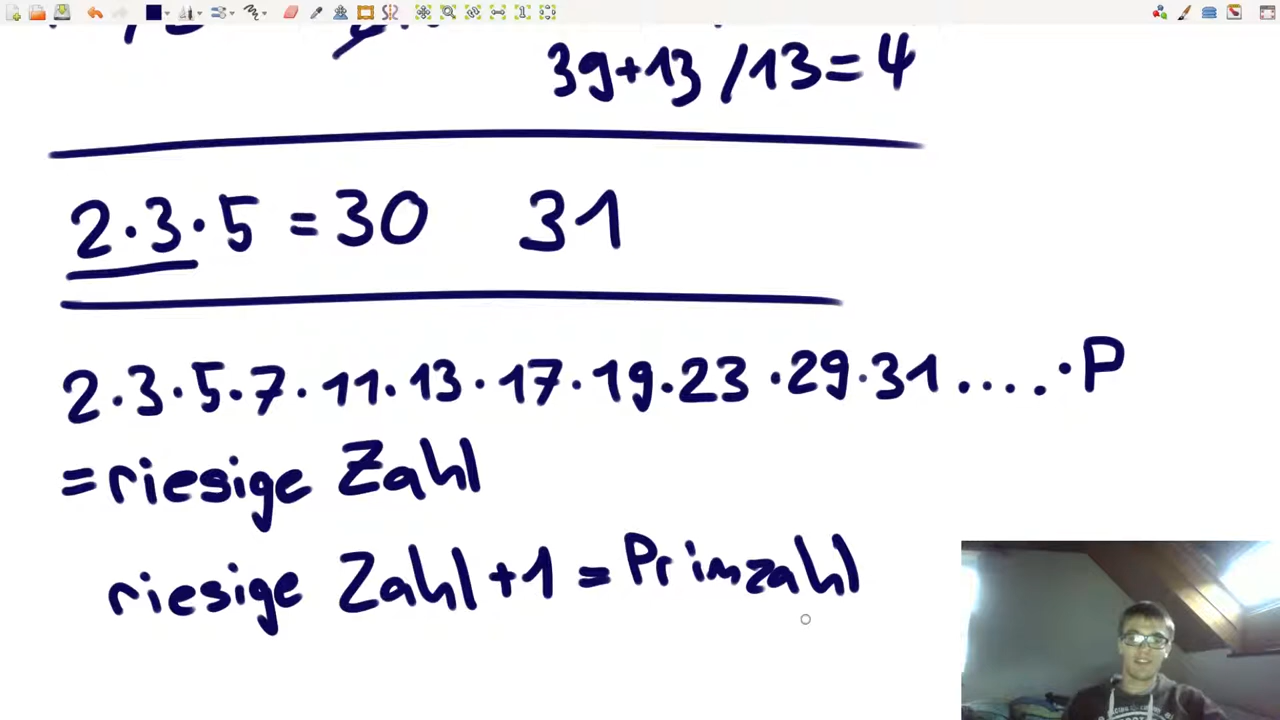 39+13 /13=4
2·3·5 = 30 31
2·3·5·7·11·13·17·19·23·29·31....·P
=riesige Zahl
riesige Zahl+1=Primzahl